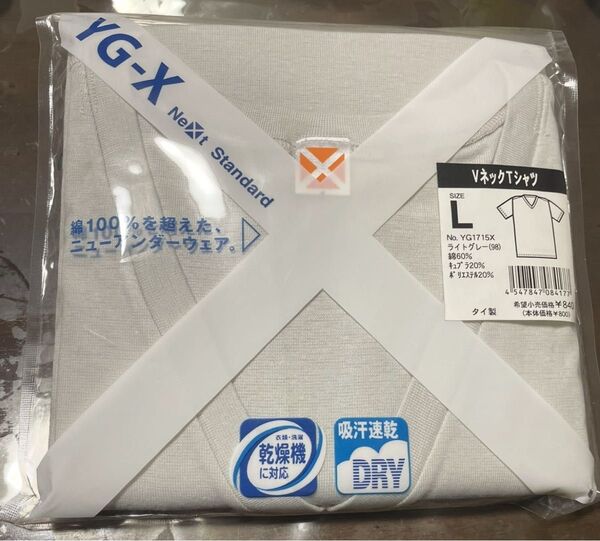 YG-X
Next Standard
綿100%を超えた、
ニューアンダーウェア。
VネックTシャツ
SIZE
L
No. YG1715X
ライトグレー(98)
綿60%
キュプラ20%
ポリエステル20%
4 547847 084177
希望小売価格¥840
(本体価格¥800)
タイ製
衣類・洗濯
乾燥機
に対応
吸汗速乾
DRY